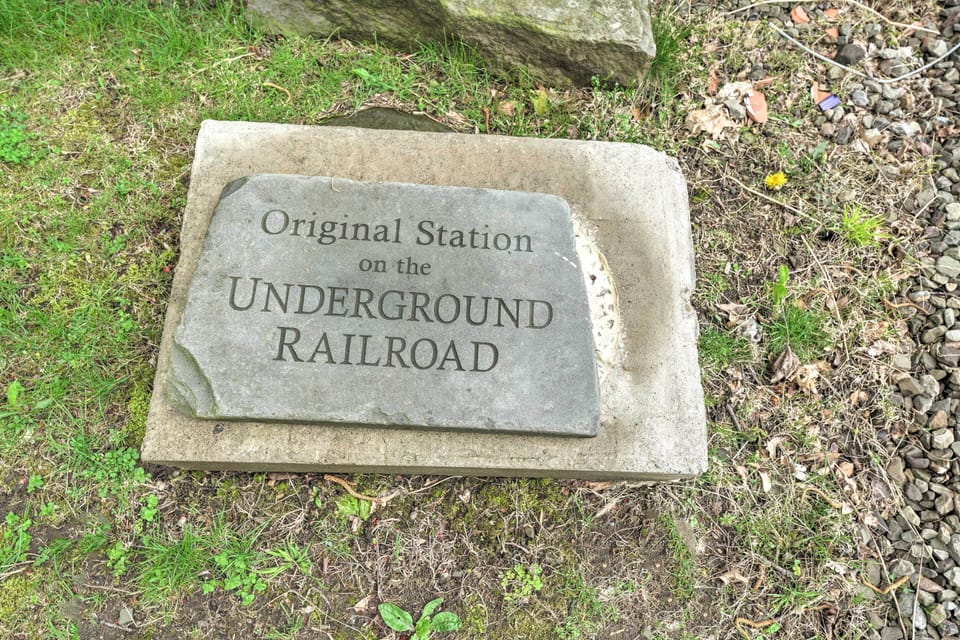 Original Station
on the
UNDERGROUND
RAILROAD